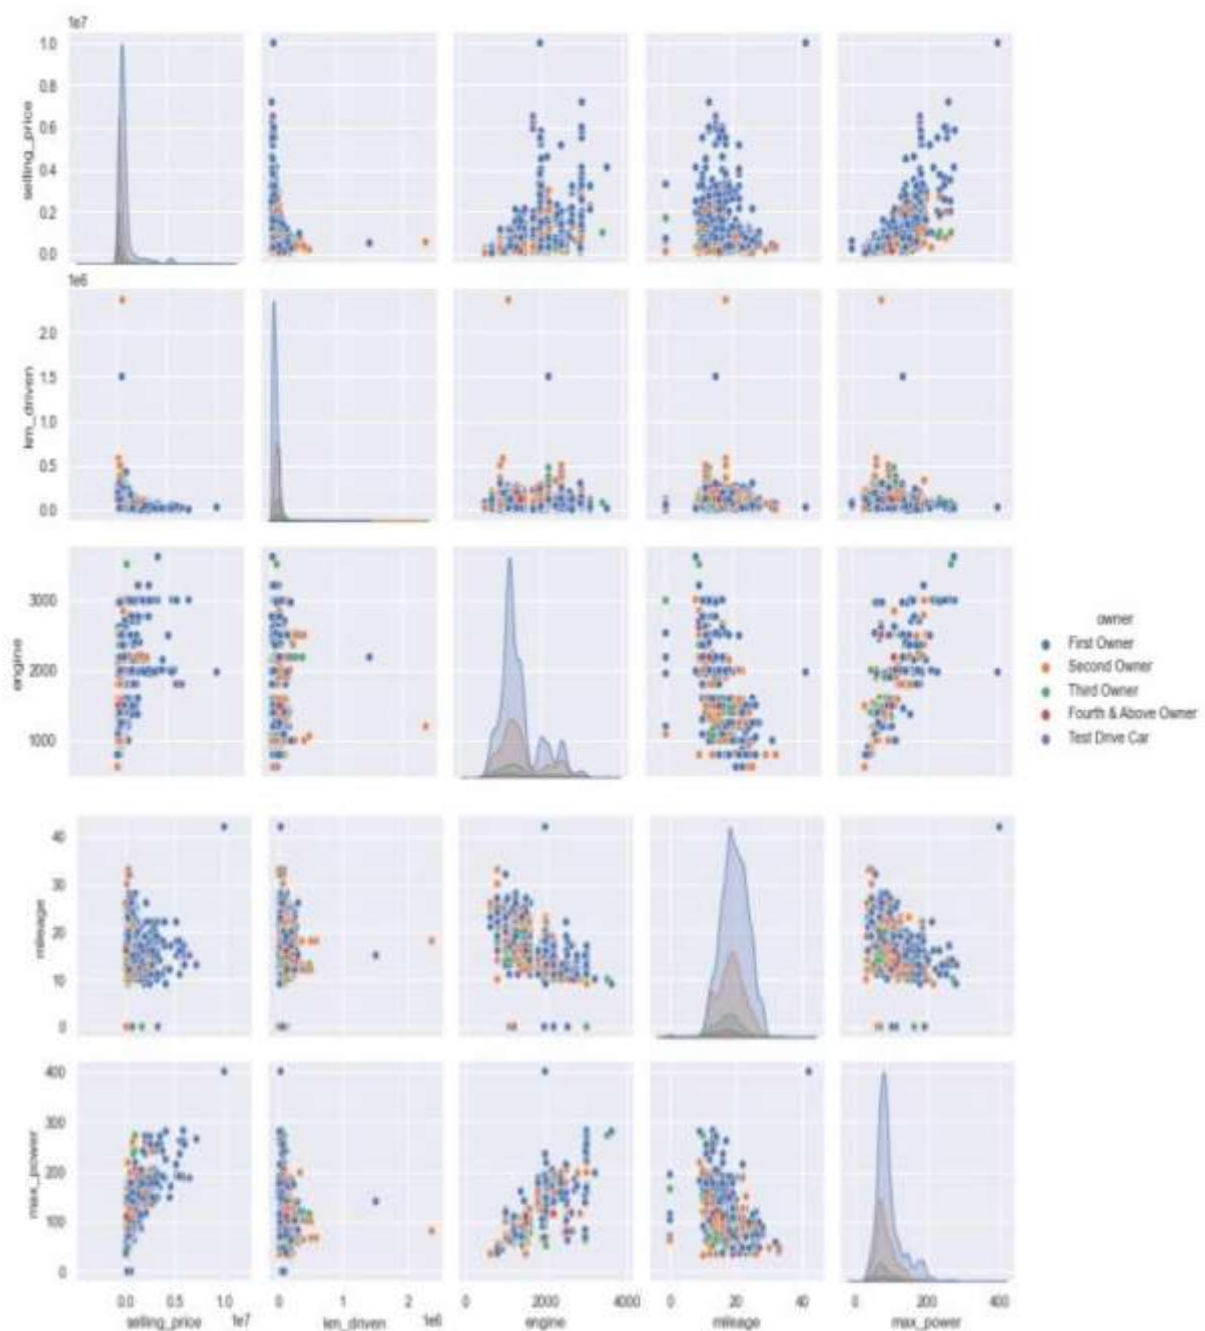 1e7
1.0
0.8
0.6
0.4
0.2
0.0
selling_price
1e6
2.0
1.5
1.0
0.5
0.0
km_driven
3000
2000
1000
engine
owner
First Owner
Second Owner
Third Owner
Fourth & Above Owner
Test Drive Car
40
30
20
10
0
mileage
400
300
200
100
0
max_power
0.0 0.5 1.0 0 1 2 0 2000 4000 0 20 40 0 200 400
selling_price 1e7 km_driven 1e6 engine mileage max_power